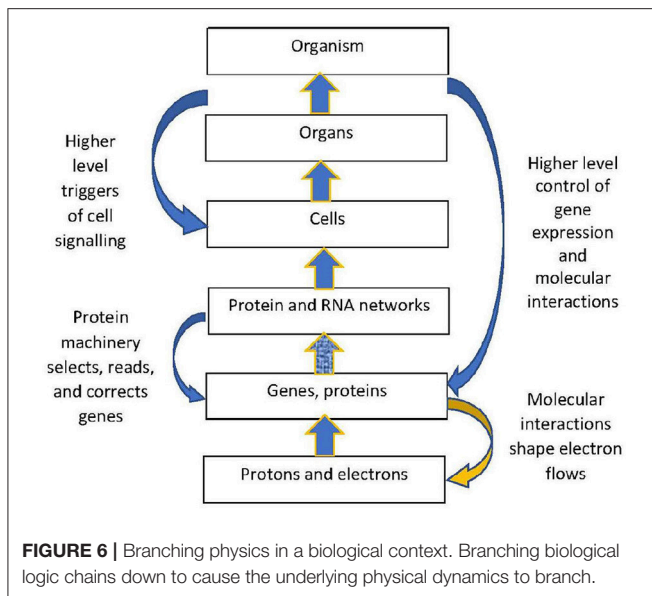 Organism
Organs
Higher
level
triggers
of cell
signalling
Cells
Higher level
control of
gene
expression
and
molecular
interactions
Protein and RNA networks
Protein
machinery
selects, reads,
and corrects
genes
Genes, proteins
Molecular
interactions
shape electron
flows
Protons and electrons
FIGURE 6 | Branching physics in a biological context. Branching biological
logic chains down to cause the underlying physical dynamics to branch.